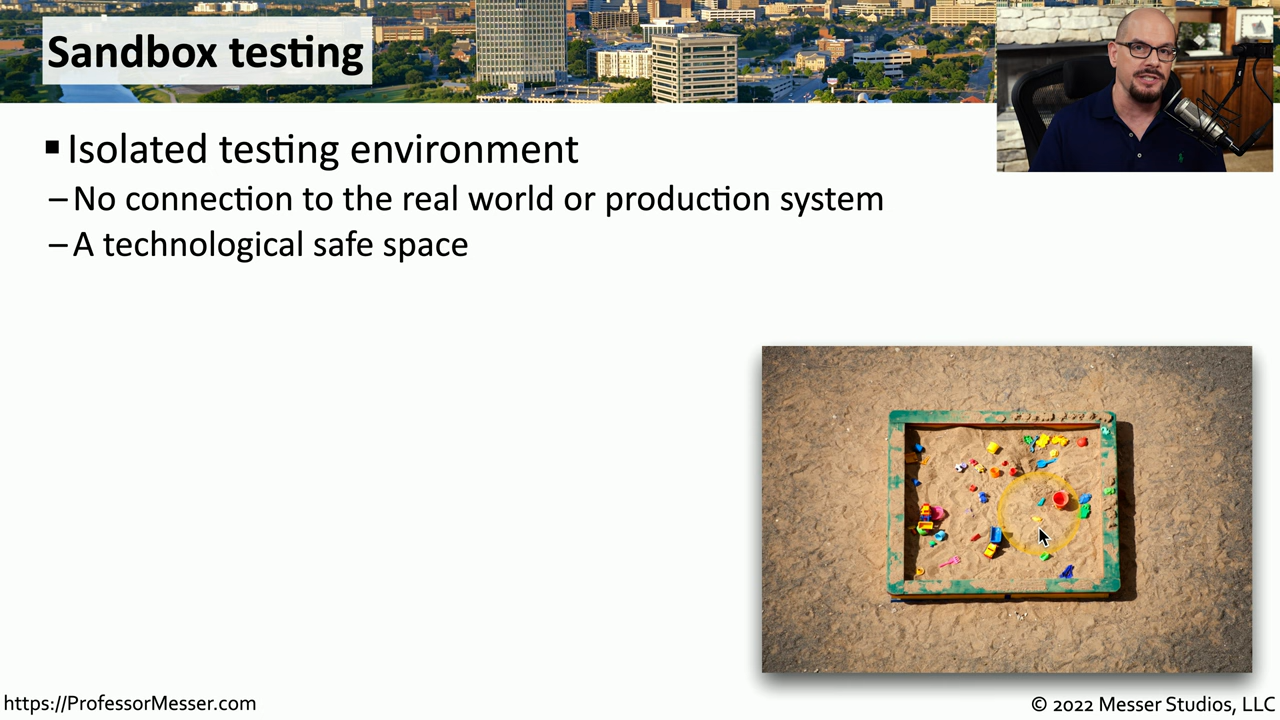 Sandbox testing
▪ Isolated testing environment
– No connection to the real world or production system
– A technological safe space
https://ProfessorMesser.com
© 2022 Messer Studios, LLC